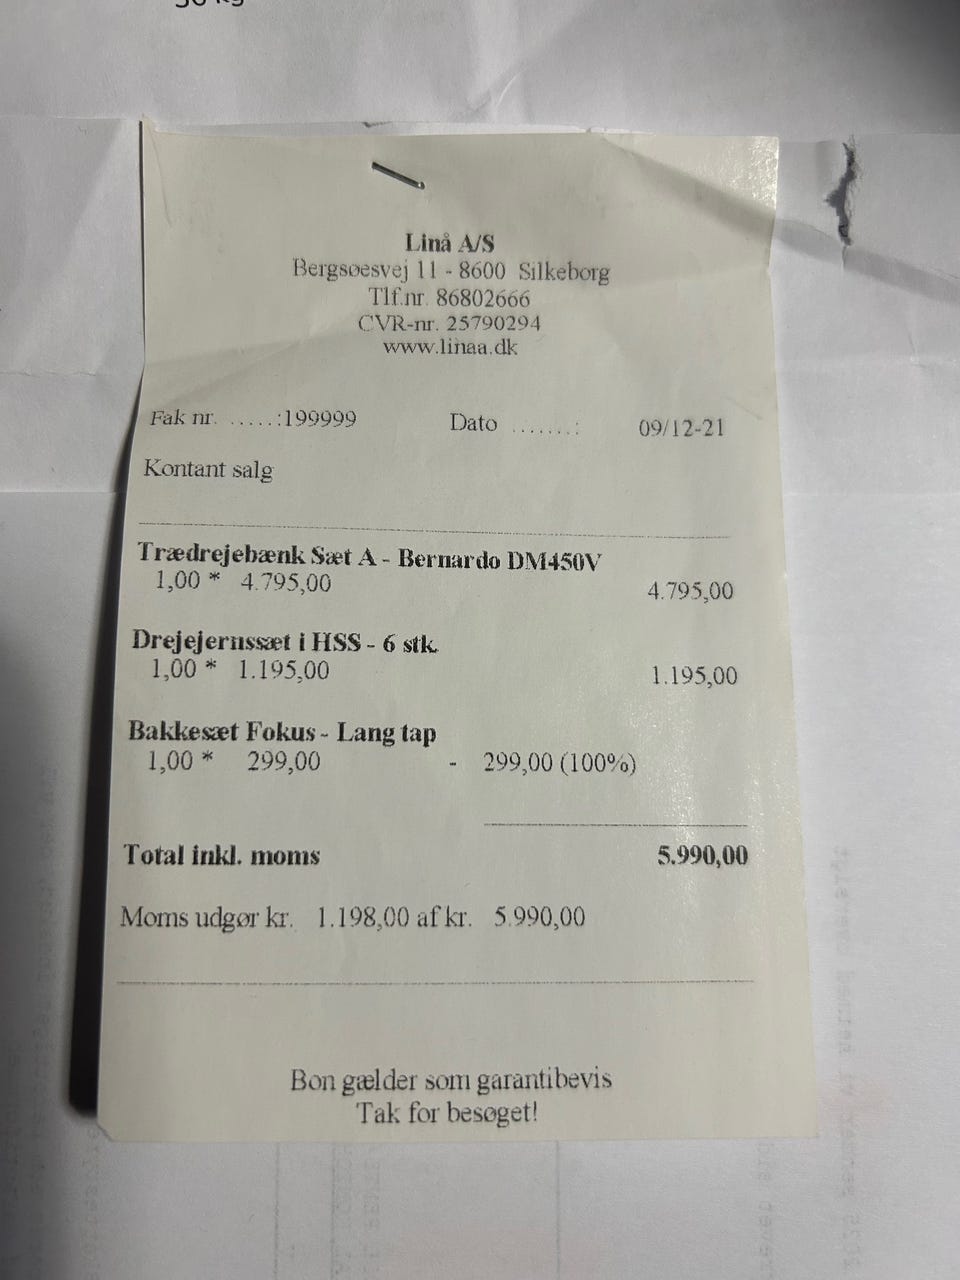 Linå A/S
Bergsøesvej 11 - 8600 Silkeborg
Tlf.nr. 86802666
CVR-nr. 25790294
www.linaa.dk
Fak nr. ......:199999 Dato .......: 09/12-21
Kontant salg
Trædrejebænk Sæt A - Bernardo DM450V
1,00 * 4.795,00 4.795,00
Drejejernssæt i HSS - 6 stk.
1,00 * 1.195,00 1.195,00
Bakkesæt Fokus - Lang tap
1,00 * 299,00 - 299,00 (100%)
Total inkl. moms 5.990,00
Moms udgør kr. 1.198,00 af kr. 5.990,00
Bon gælder som garantibevis
Tak for besøget!